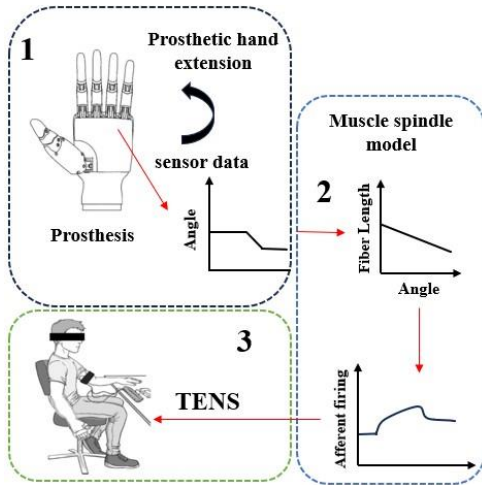 1
Prosthetic hand
extension
sensor data
Prosthesis
Angle
2
Muscle spindle
model
Fiber Length
Angle
Afferent firing
3
TENS